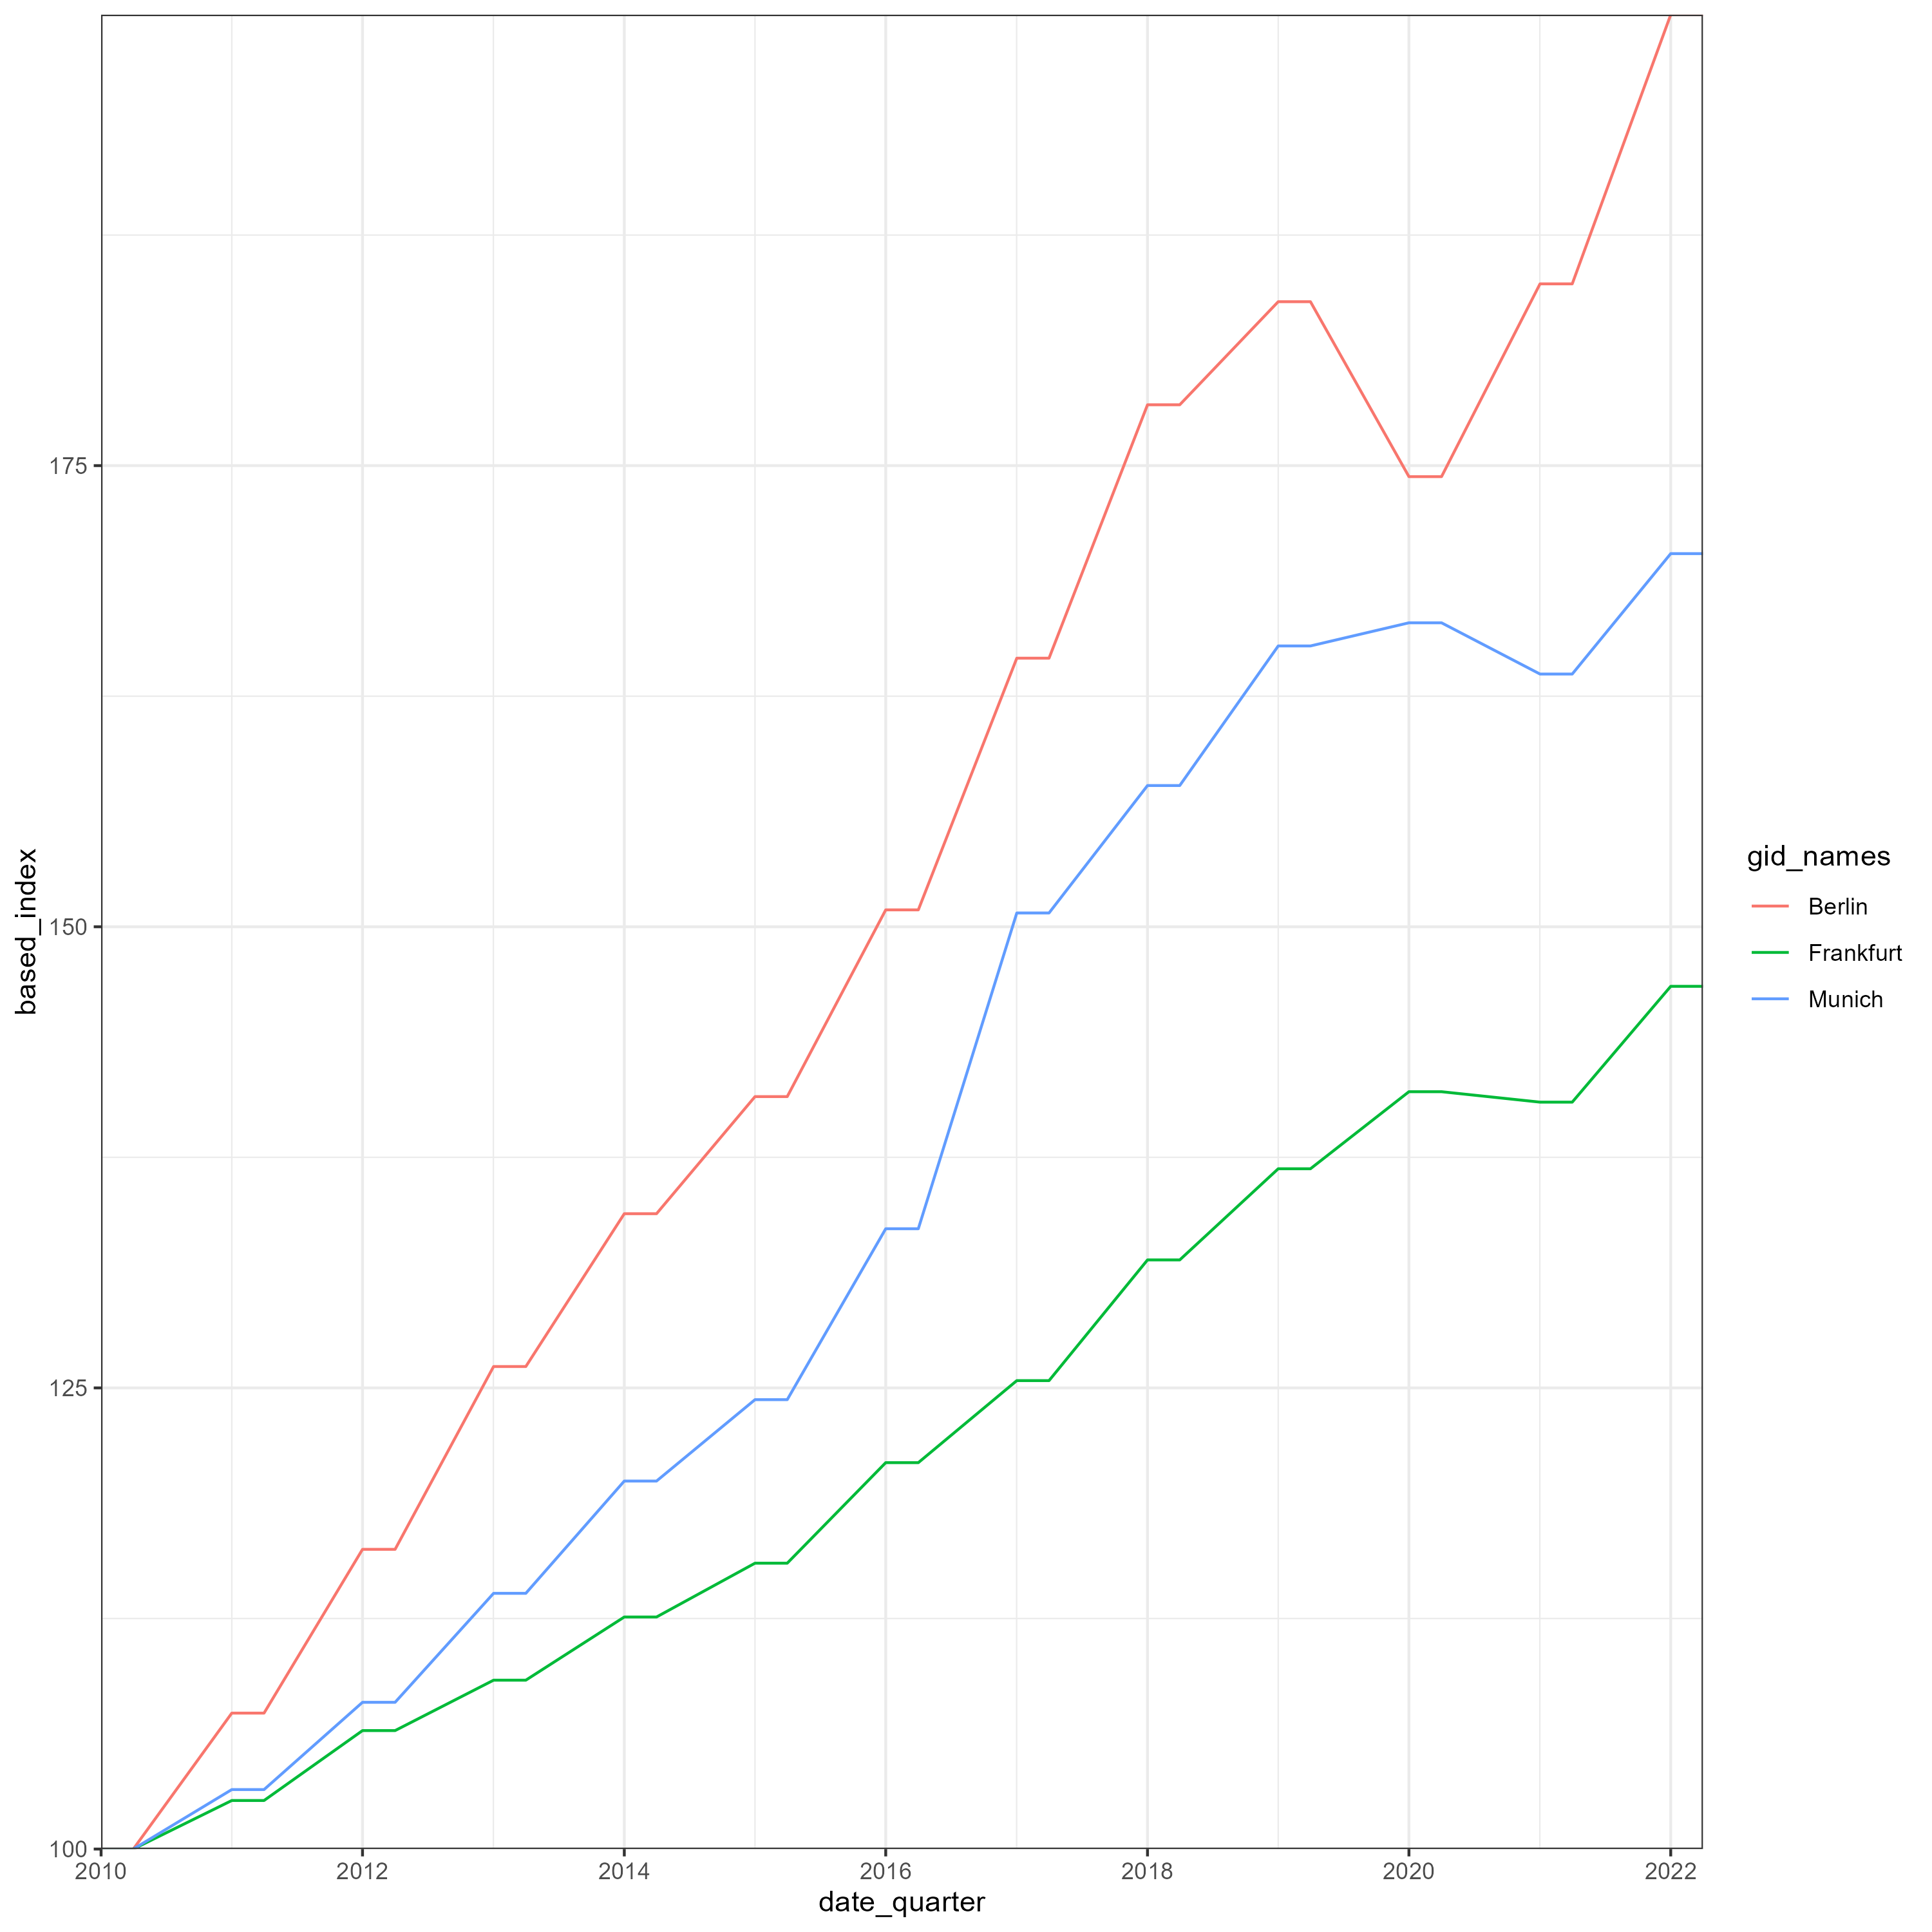 175
150
125
100
based_index
2010 2012 2014 2016 2018 2020 2022
date_quarter
gid_names
Berlin
Frankfurt
Munich